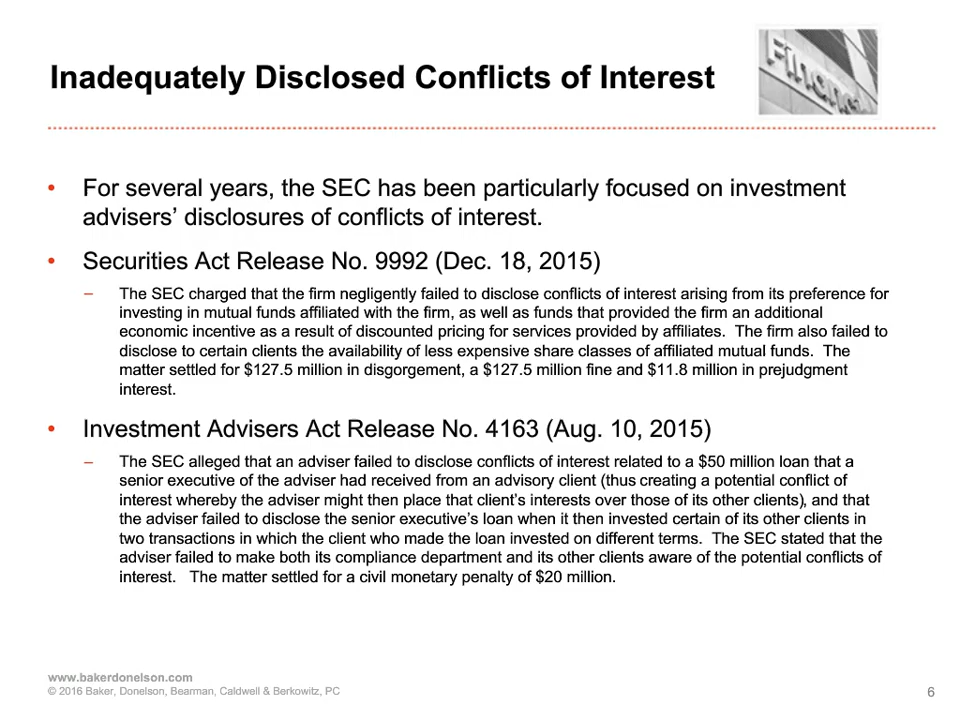 Inadequately Disclosed Conflicts of Interest
Financial
• For several years, the SEC has been particularly focused on investment
advisers’ disclosures of conflicts of interest.
• Securities Act Release No. 9992 (Dec. 18, 2015)
– The SEC charged that the firm negligently failed to disclose conflicts of interest arising from its preference for
investing in mutual funds affiliated with the firm, as well as funds that provided the firm an additional
economic incentive as a result of discounted pricing for services provided by affiliates.  The firm also failed to
disclose to certain clients the availability of less expensive share classes of affiliated mutual funds.  The
matter settled for $127.5 million in disgorgement, a $127.5 million fine and $11.8 million in prejudgment
interest.
• Investment Advisers Act Release No. 4163 (Aug. 10, 2015)
– The SEC alleged that an adviser failed to disclose conflicts of interest related to a $50 million loan that a
senior executive of the adviser had received from an advisory client (thus creating a potential conflict of
interest whereby the adviser might then place that client’s interests over those of its other clients), and that
the adviser failed to disclose the senior executive’s loan when it then invested certain of its other clients in
two transactions in which the client who made the loan invested on different terms.  The SEC stated that the
adviser failed to make both its compliance department and its other clients aware of the potential conflicts of
interest.   The matter settled for a civil monetary penalty of $20 million.
www.bakerdonelson.com
© 2016 Baker, Donelson, Bearman, Caldwell & Berkowitz, PC
6